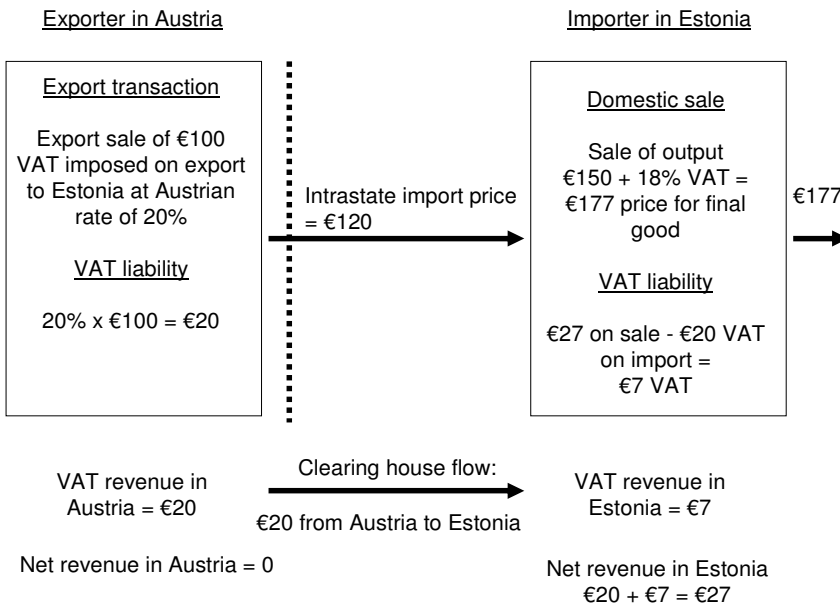 Exporter in Austria
Export transaction
Export sale of €100
VAT imposed on export
to Estonia at Austrian
rate of 20%
VAT liability
20% x €100 = €20
Intrastate import price
= €120
Importer in Estonia
Domestic sale
Sale of output
€150 + 18% VAT =
€177 price for final
good
VAT liability
€27 on sale - €20 VAT
on import =
€7 VAT
€177
VAT revenue in
Austria = €20
Net revenue in Austria = 0
Clearing house flow:
€20 from Austria to Estonia
VAT revenue in
Estonia = €7
Net revenue in Estonia
€20 + €7 = €27